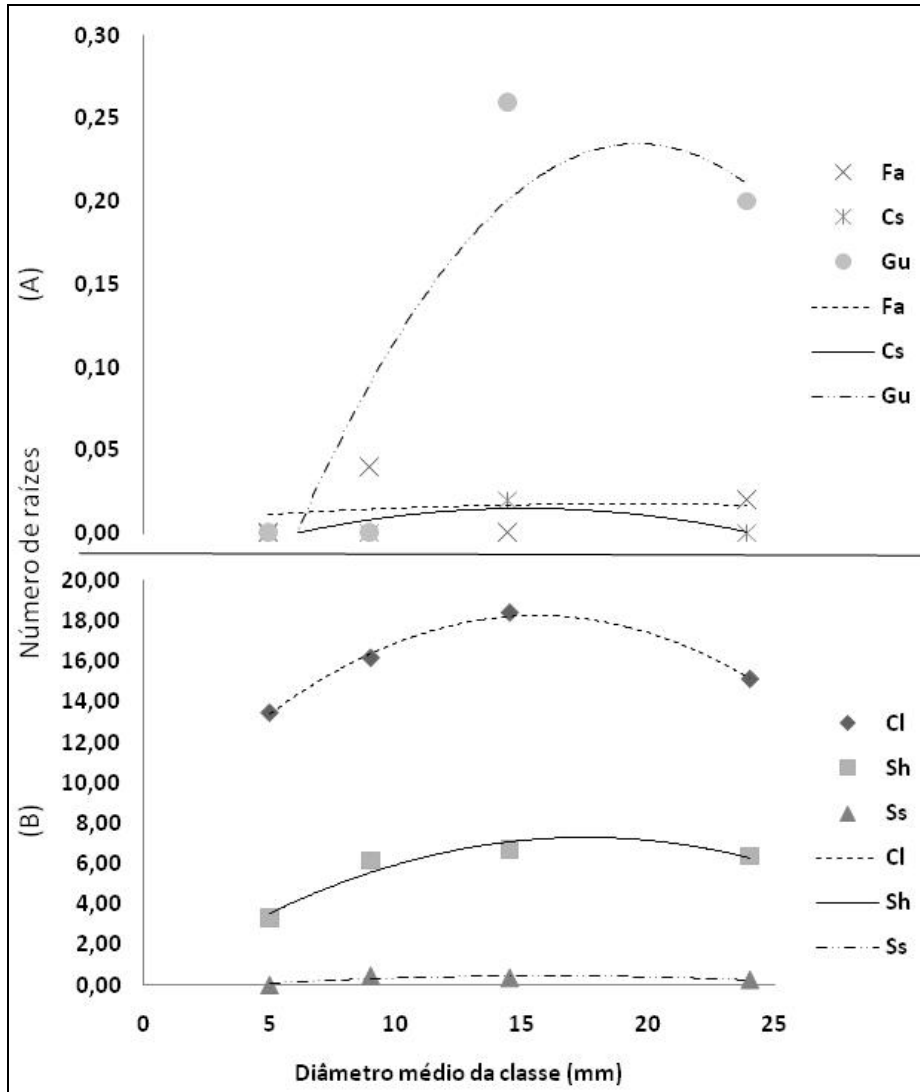 Número de raízes
(A)
0,30
0,25
0,20
0,15
0,10
0,05
0,00
Fa
Cs
Gu
Fa
Cs
Gu
(B)
20,00
18,00
16,00
14,00
12,00
10,00
8,00
6,00
4,00
2,00
0,00
Cl
Sh
Ss
Cl
Sh
Ss
0 5 10 15 20 25
Diâmetro médio da classe (mm)